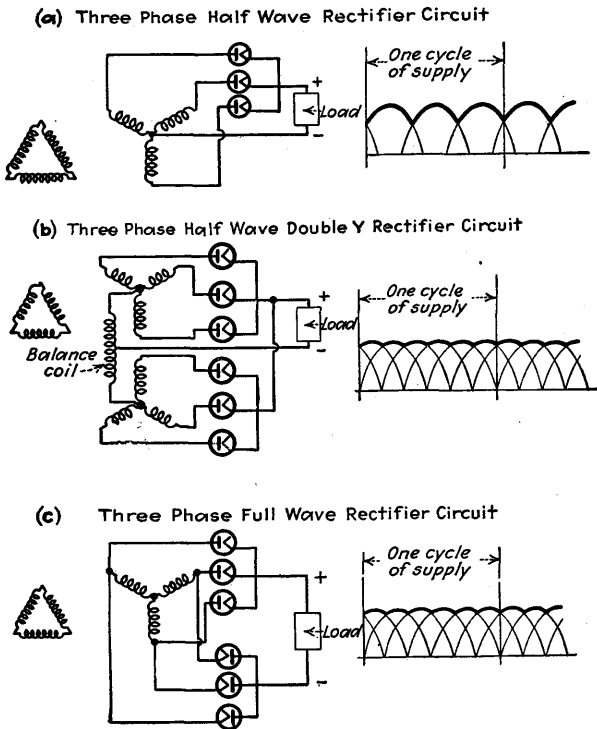 (a) Three Phase Half Wave Rectifier Circuit
One cycle
of supply
+
Load
-
(b) Three Phase Half Wave Double Y Rectifier Circuit
One cycle
of supply
+
Load
-
Balance
coil
(c) Three Phase Full Wave Rectifier Circuit
One cycle
of supply
+
Load
-